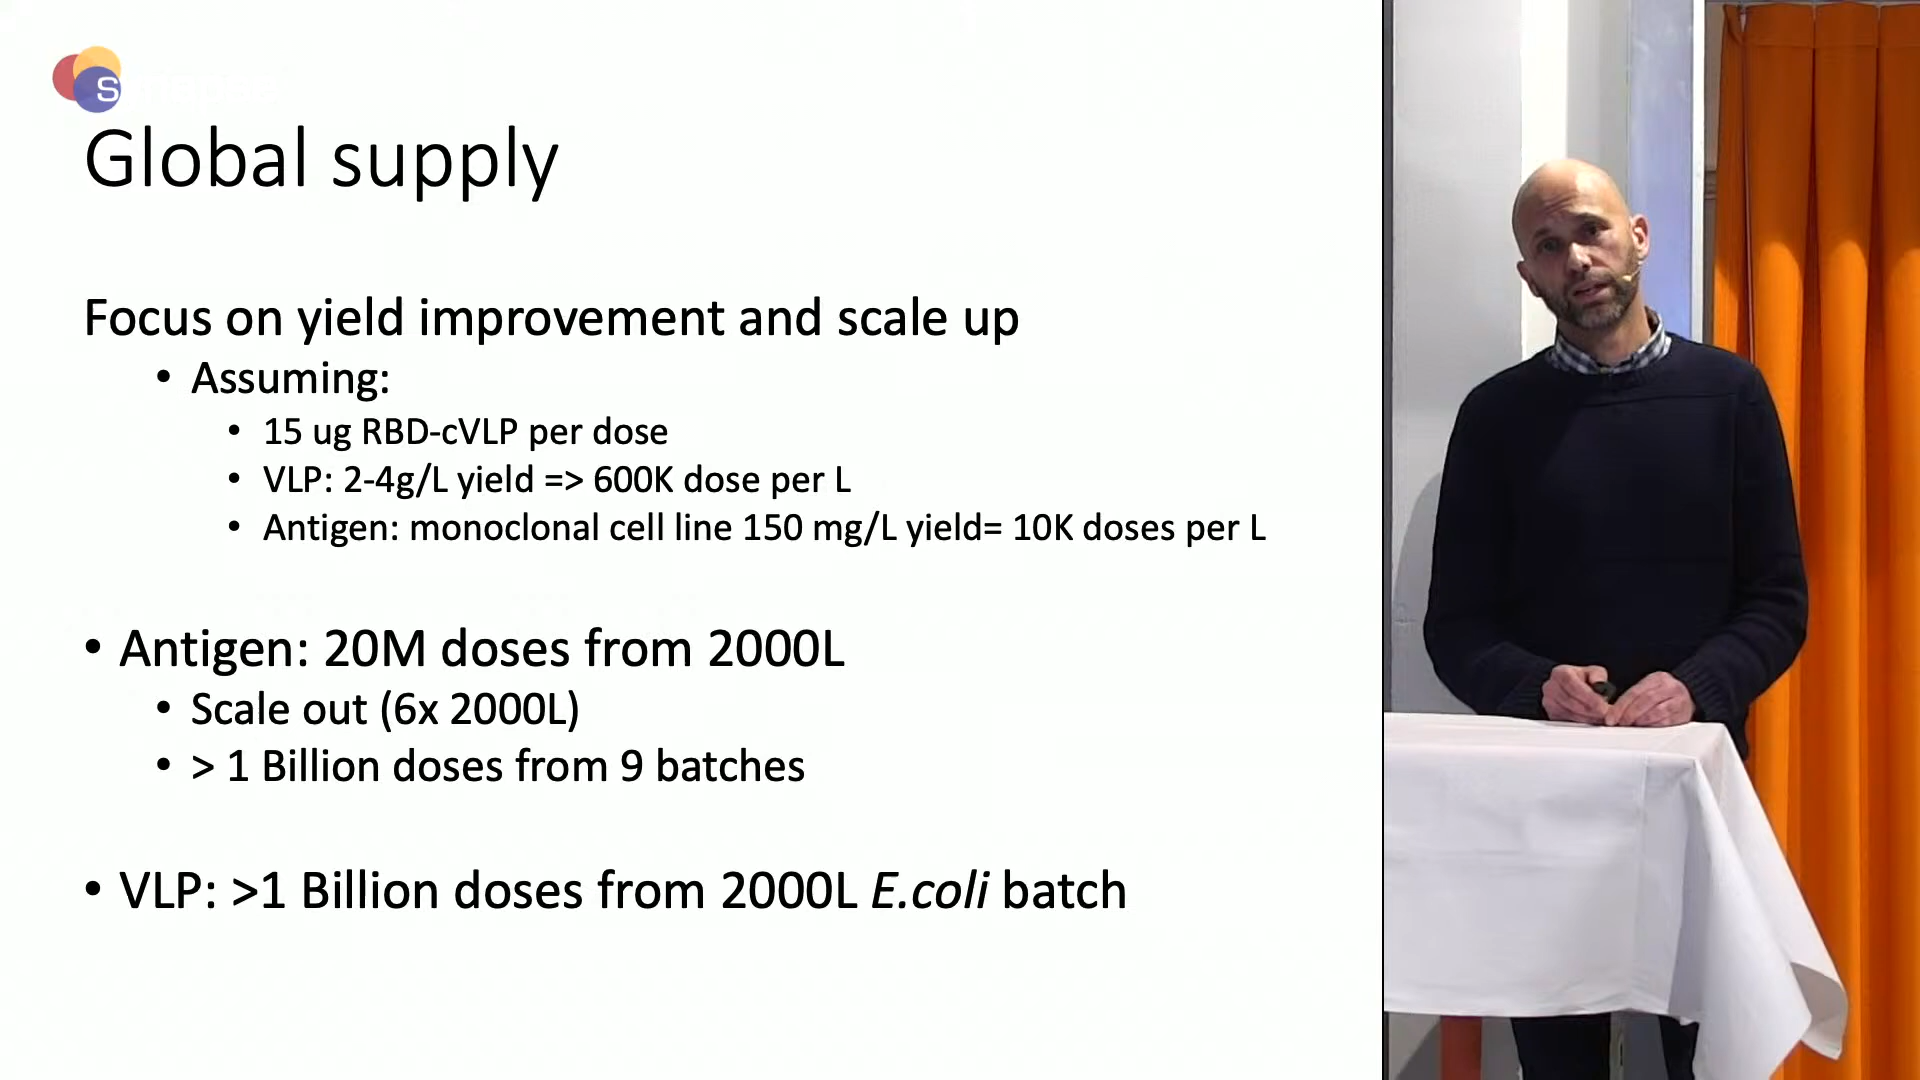 S
Global supply
Focus on yield improvement and scale up
• Assuming:
• 15 ug RBD-cVLP per dose
• VLP: 2-4g/L yield => 600K dose per L
• Antigen: monoclonal cell line 150 mg/L yield= 10K doses per L
• Antigen: 20M doses from 2000L
• Scale out (6x 2000L)
• > 1 Billion doses from 9 batches
• VLP: >1 Billion doses from 2000L E.coli batch